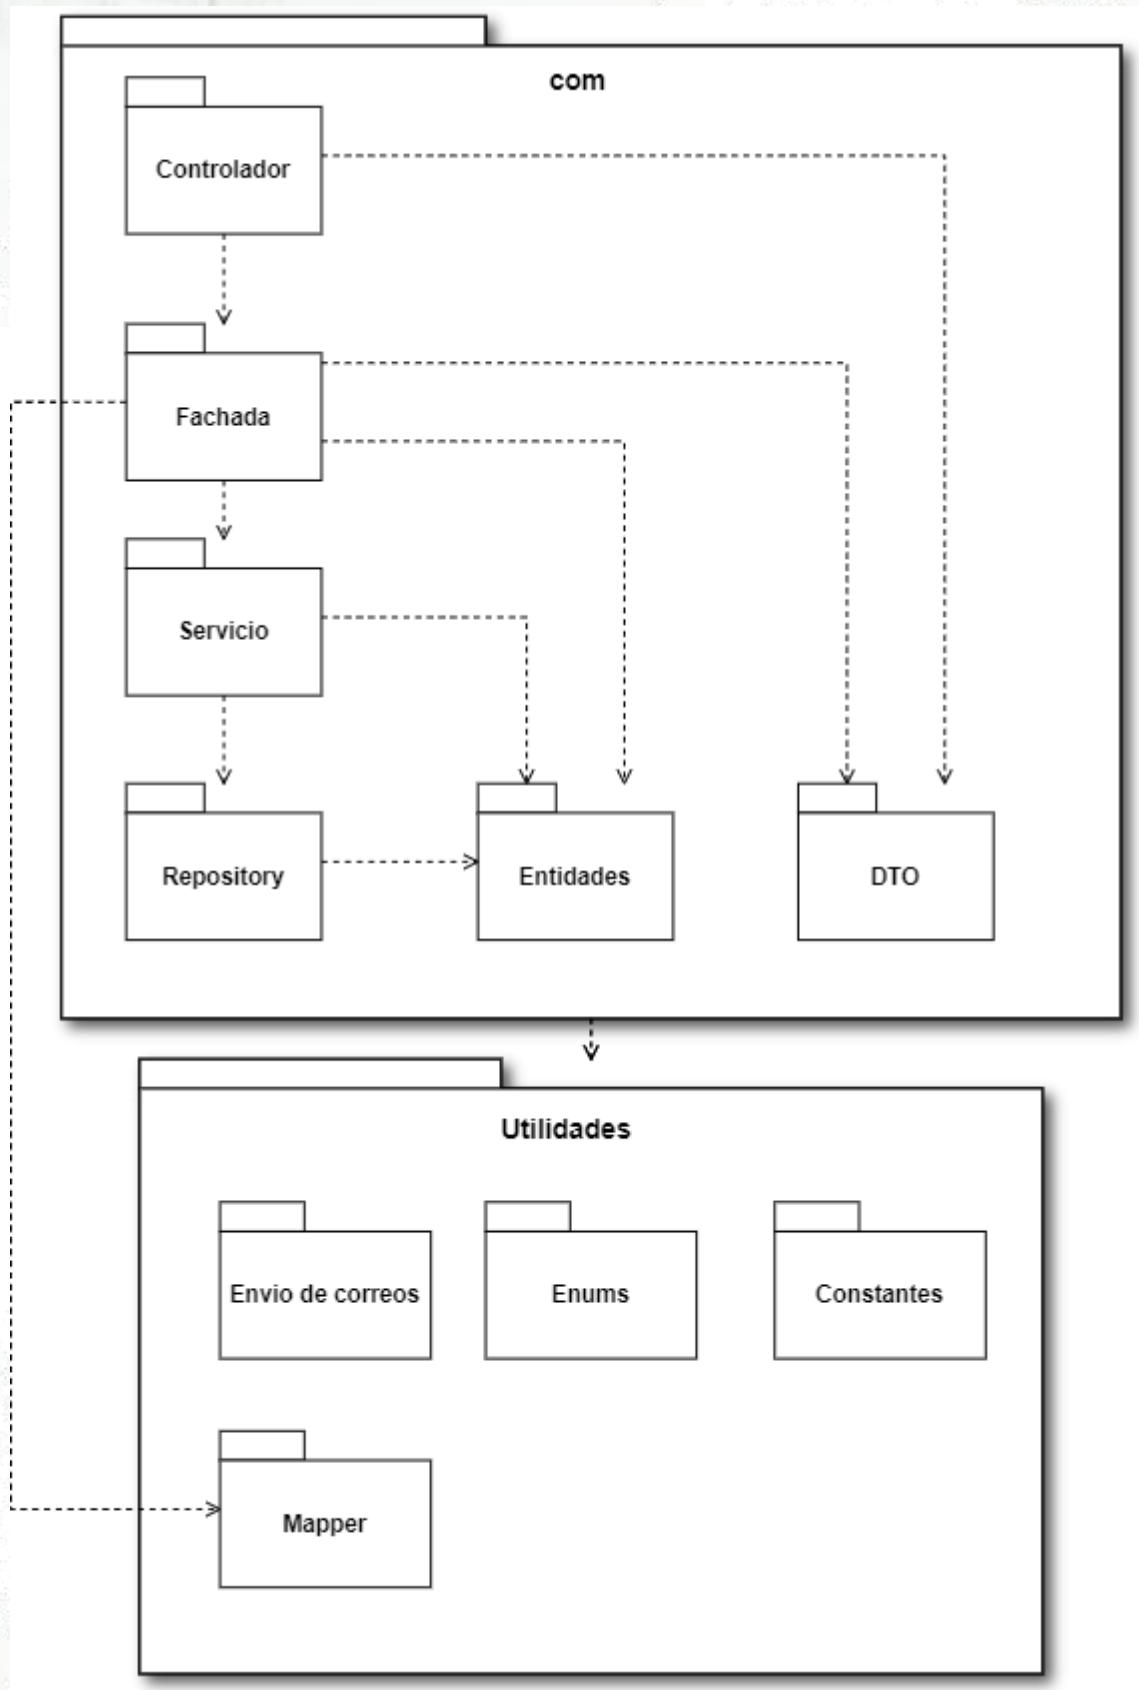 com
Controlador
Fachada
Servicio
Repository
Entidades
DTO
Utilidades
Envio de correos
Enums
Constantes
Mapper